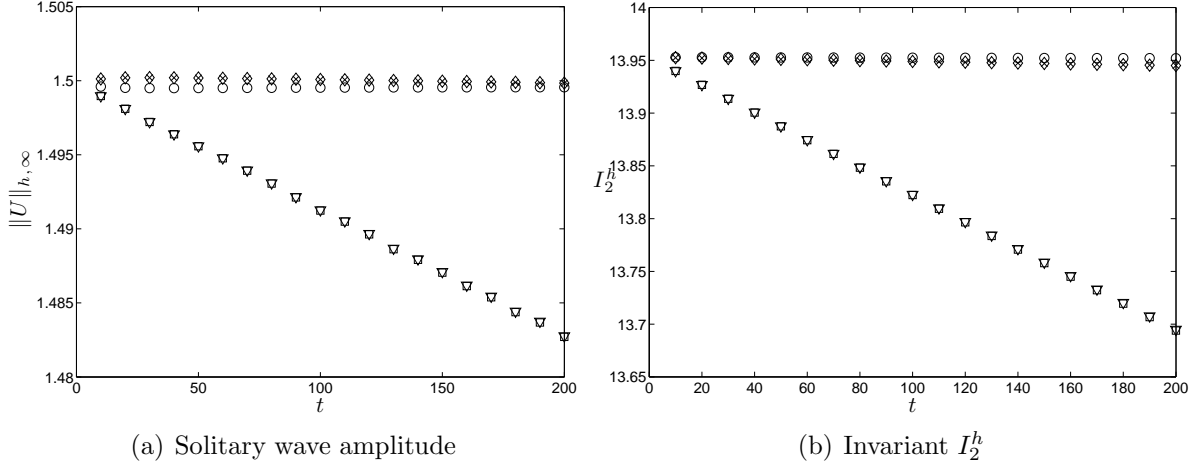 1.505
1.5
1.495
1.49
1.485
1.48
‖U‖h,∞
0 50 100 150 200
t
(a) Solitary wave amplitude
14
13.95
13.9
13.85
13.8
13.75
13.7
13.65
I₂ʰ
0 20 40 60 80 100 120 140 160 180 200
t
(b) Invariant I₂ʰ